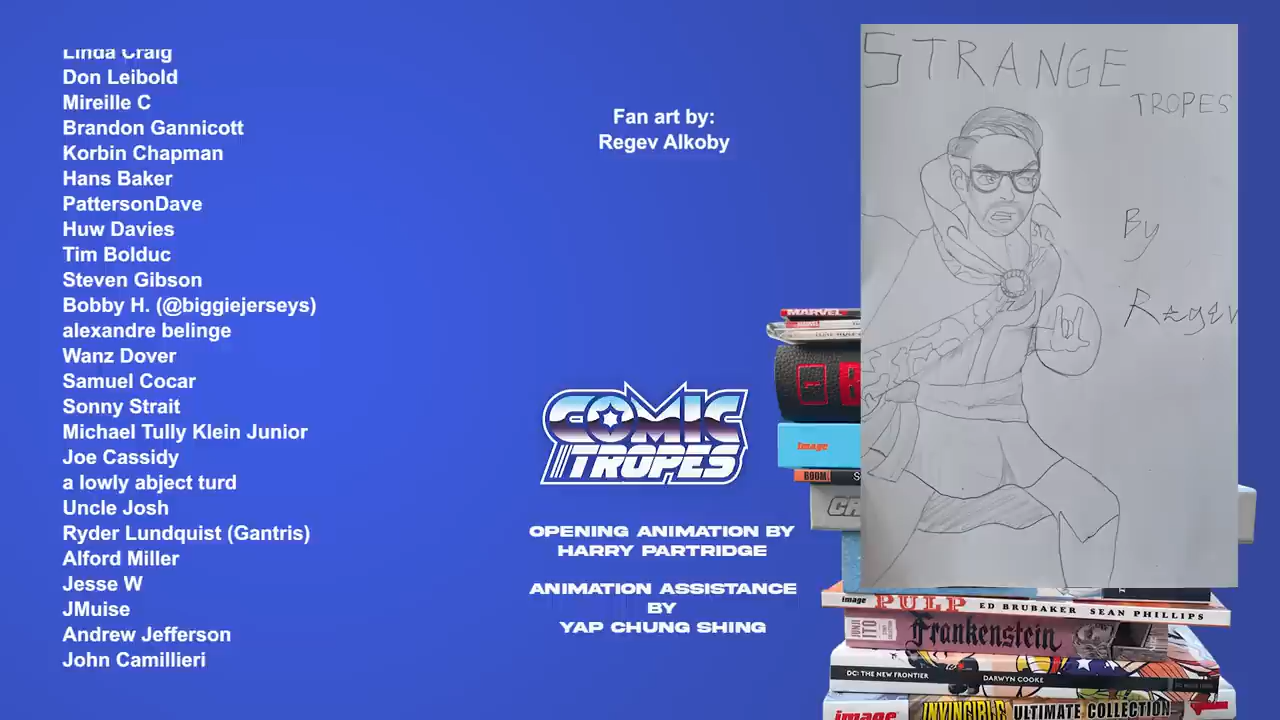 Linda Craig
Don Leibold
Mireille C
Brandon Gannicott
Korbin Chapman
Hans Baker
PattersonDave
Huw Davies
Tim Bolduc
Steven Gibson
Bobby H. (@biggiejerseys)
alexandre belinge
Wanz Dover
Samuel Cocar
Sonny Strait
Michael Tully Klein Junior
Joe Cassidy
a lowly abject turd
Uncle Josh
Ryder Lundquist (Gantris)
Alford Miller
Jesse W
JMuise
Andrew Jefferson
John Camillieri
Fan art by:
Regev Alkoby
COMIC
TROPES
OPENING ANIMATION BY
HARRY PARTRIDGE
ANIMATION ASSISTANCE
BY
YAP CHUNG SHING
STRANGE
TROPES
By
Regev
MARVEL
image
BOOM!
image PULP ED BRUBAKER SEAN PHILLIPS
JUNJI ITO Frankenstein
DC: THE NEW FRONTIER DARWYN COOKE
image INVINCIBLE ULTIMATE COLLECTION